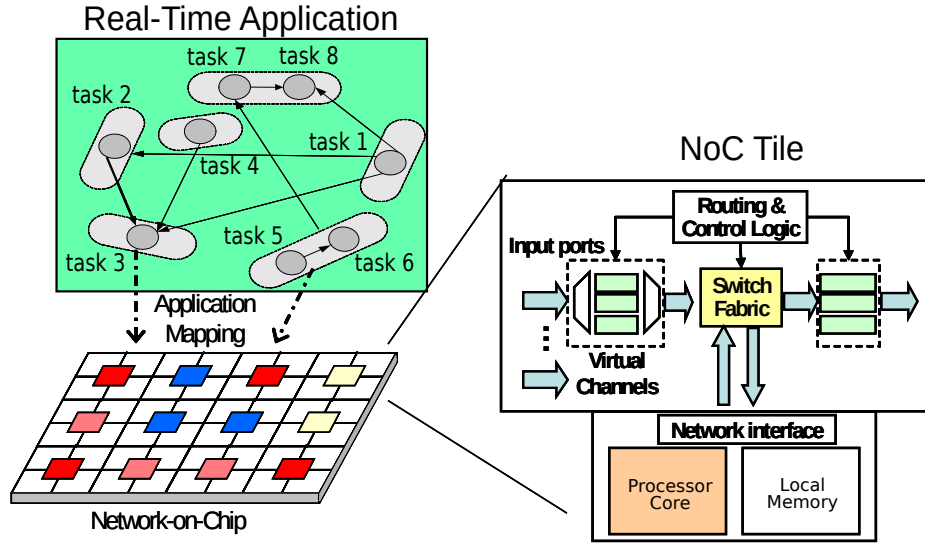 Real-Time Application
task 7
task 8
task 2
task 1
task 4
task 5
task 3
task 6
Application
Mapping
Network-on-Chip
NoC Tile
Routing &
Control Logic
Input ports
Switch
Fabric
Virtual
Channels
Network interface
Processor
Core
Local
Memory